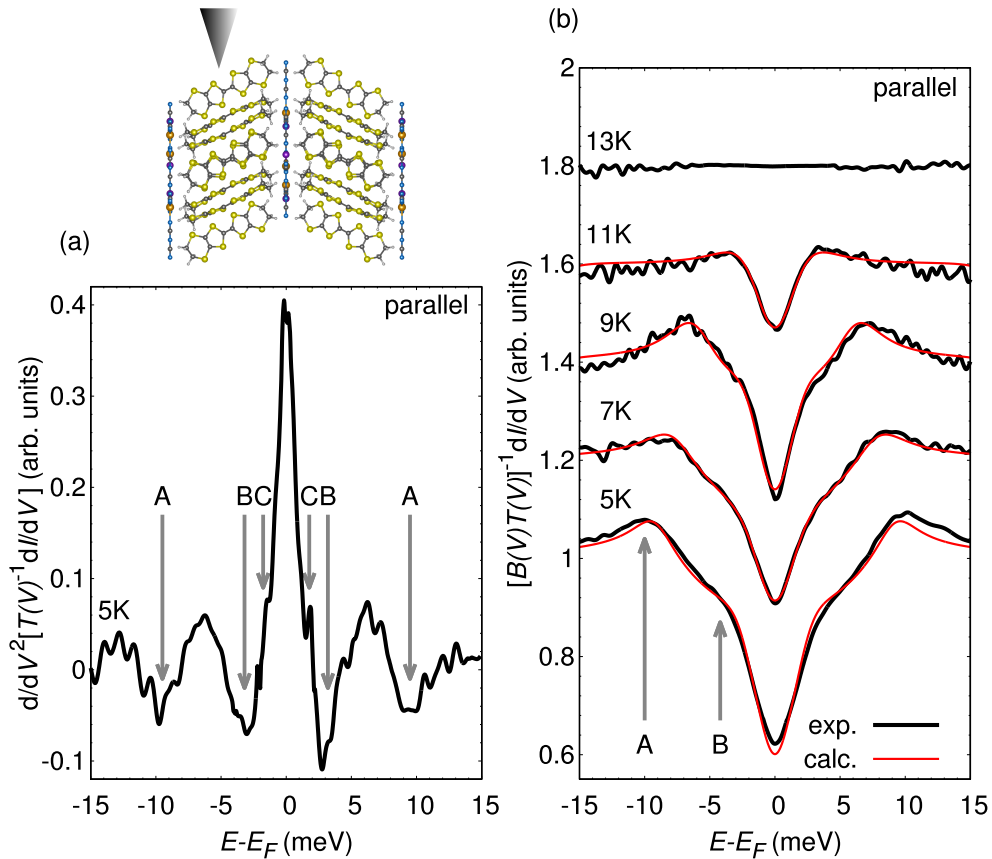 (a)
parallel
d/dV²[T(V)⁻¹dI/dV] (arb. units)
0.4
0.3
0.2
0.1
0
-0.1
A
B C
C B
A
5K
-15
-10
-5
0
5
10
15
E-E_F (meV)
(b)
parallel
[B(V)T(V)]⁻¹dI/dV (arb. units)
2
1.8
1.6
1.4
1.2
1
0.8
0.6
13K
11K
9K
7K
5K
A
B
exp.
calc.
-15
-10
-5
0
5
10
15
E-E_F (meV)